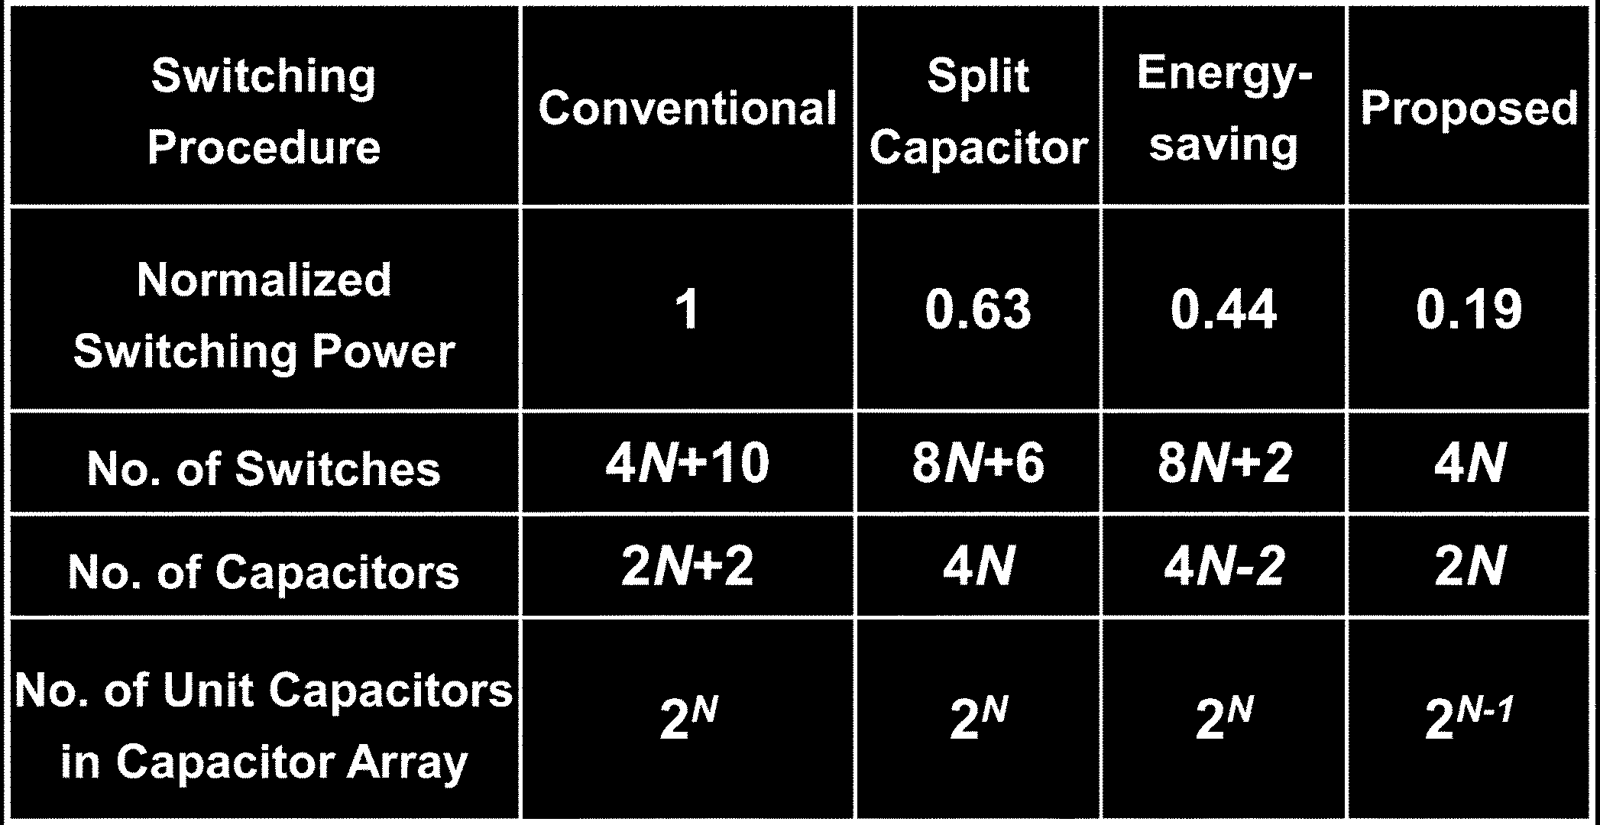 Switching Procedure Conventional Split Capacitor Energy-saving Proposed
Normalized Switching Power 1 0.63 0.44 0.19
No. of Switches 4N+10 8N+6 8N+2 4N
No. of Capacitors 2N+2 4N 4N-2 2N
No. of Unit Capacitors in Capacitor Array 2^N 2^N 2^N 2^N-1